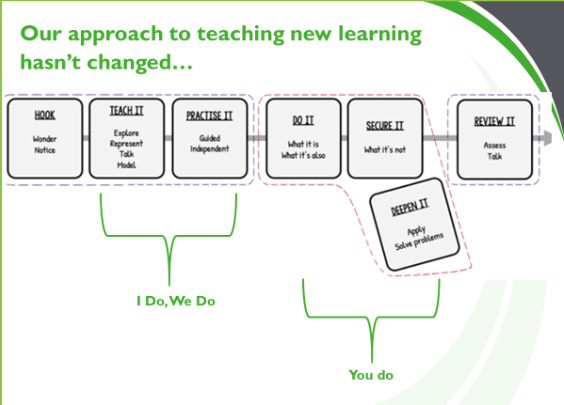 Our approach to teaching new learning
hasn't changed…
HOOK
Wonder
Notice
TEACH IT
Explore
Represent
Talk
Model
PRACTISE IT
Guided
Independent
DO IT
What it is
What it's also
SECURE IT
What it's not
DEEPEN IT
Apply
Solve problems
REVIEW IT
Assess
Talk
I Do, We Do
You do